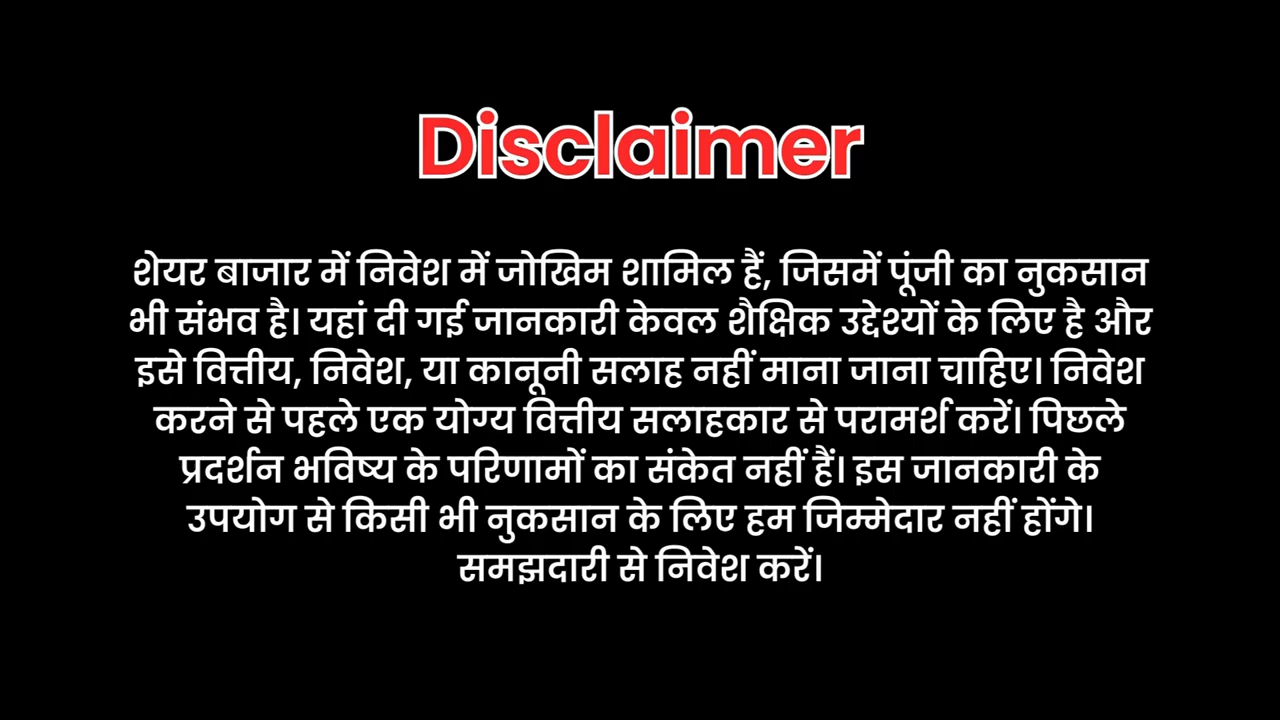 Disclaimer
शेयर बाजार में निवेश में जोखिम शामिल हैं, जिसमें पूंजी का नुकसान
भी संभव है। यहां दी गई जानकारी केवल शैक्षिक उद्देश्यों के लिए है और
इसे वित्तीय, निवेश, या कानूनी सलाह नहीं माना जाना चाहिए। निवेश
करने से पहले एक योग्य वित्तीय सलाहकार से परामर्श करें। पिछले
प्रदर्शन भविष्य के परिणामों का संकेत नहीं हैं। इस जानकारी के
उपयोग से किसी भी नुकसान के लिए हम जिम्मेदार नहीं होंगे।
समझदारी से निवेश करें।